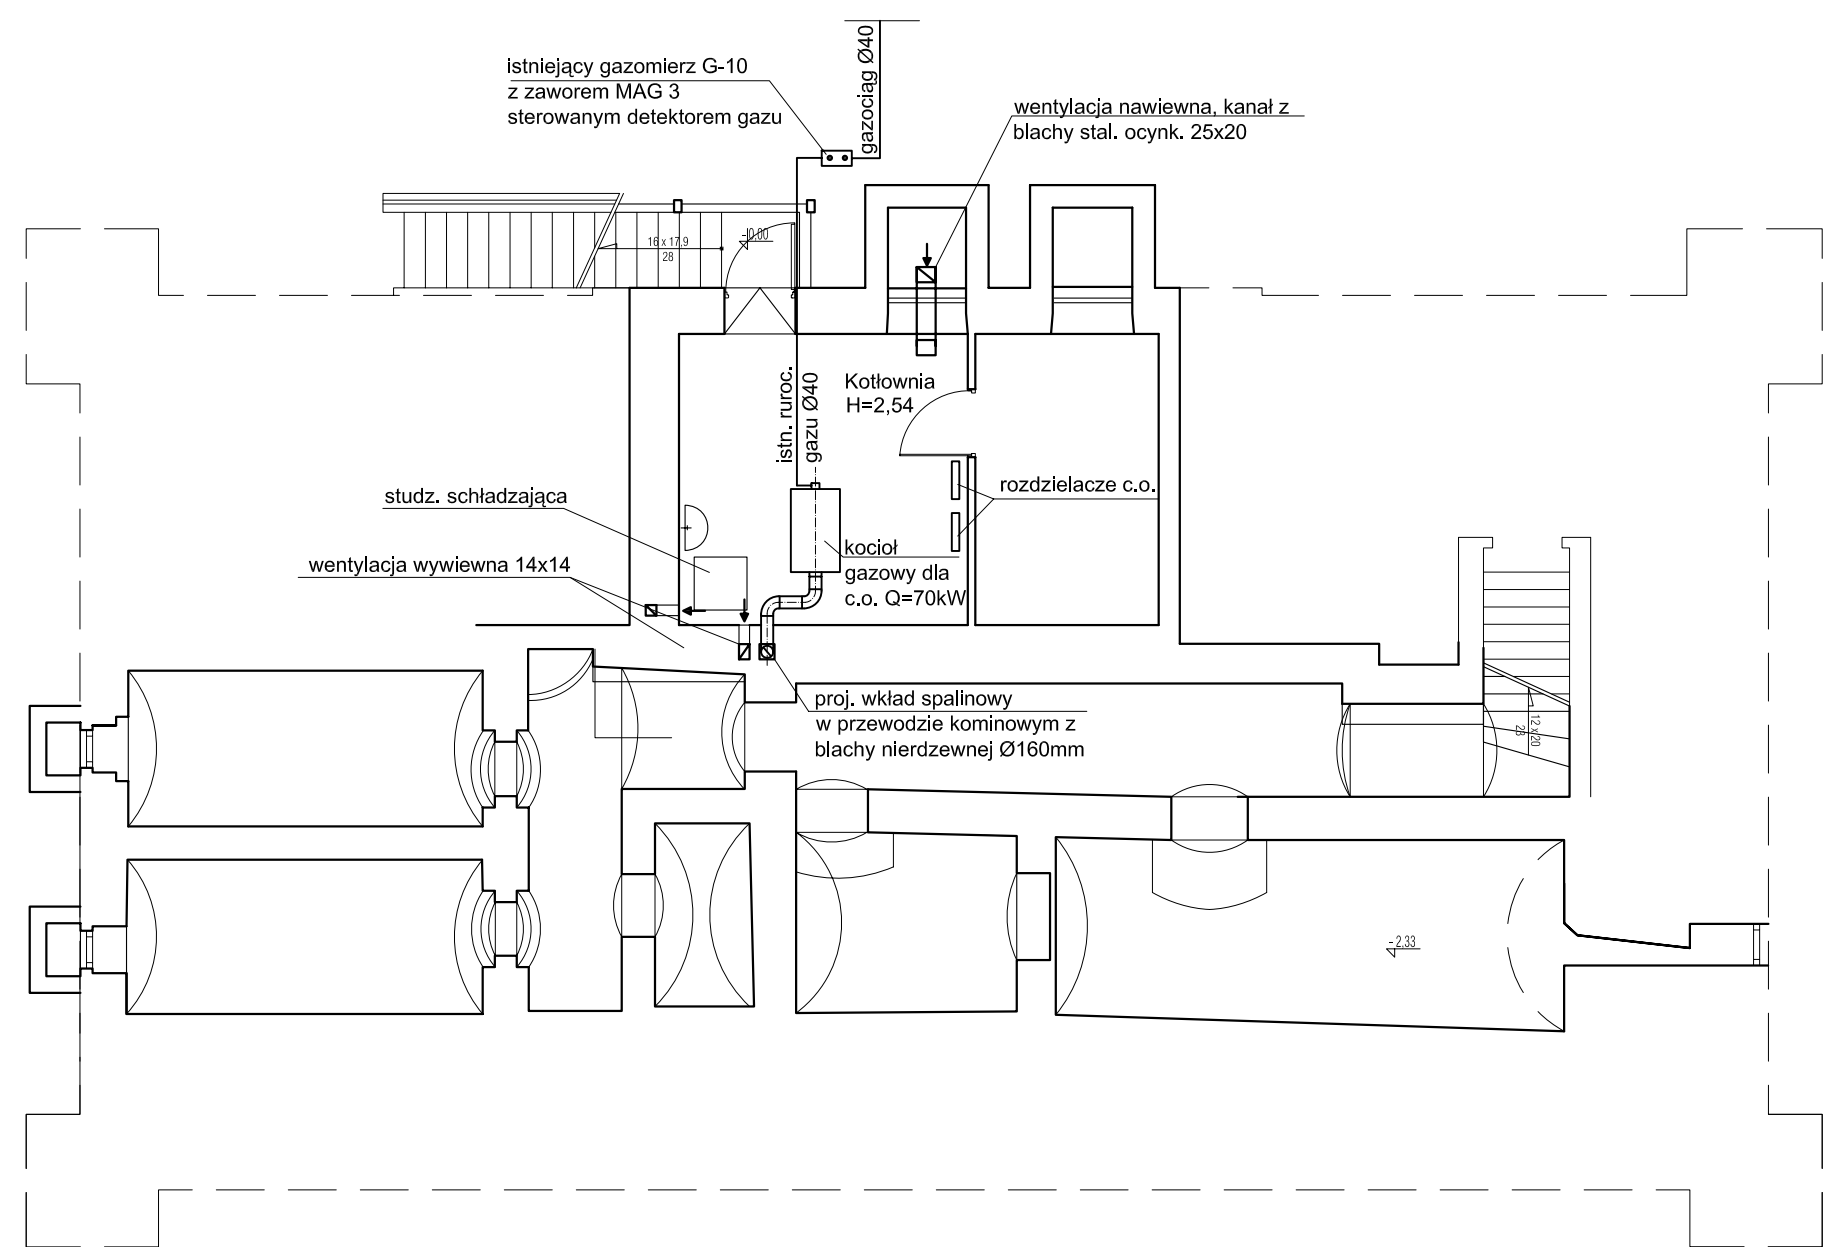 gazociąg Ø40
istniejący gazomierz G-10
z zaworem MAG 3
sterowanym detektorem gazu
wentylacja nawiewna, kanał z
blachy stal. ocynk. 25x20
16 x 17,9
28
Kotłownia
H=2,54
istn. ruroc.
gazu Ø40
studz. schładzająca
rozdzielacze c.o.
wentylacja wywiewna 14x14
kocioł
gazowy dla
c.o. Q=70kW
proj. wkład spalinowy
w przewodzie kominowym z
blachy nierdzewnej Ø160mm
12 x 20
28
-2,33